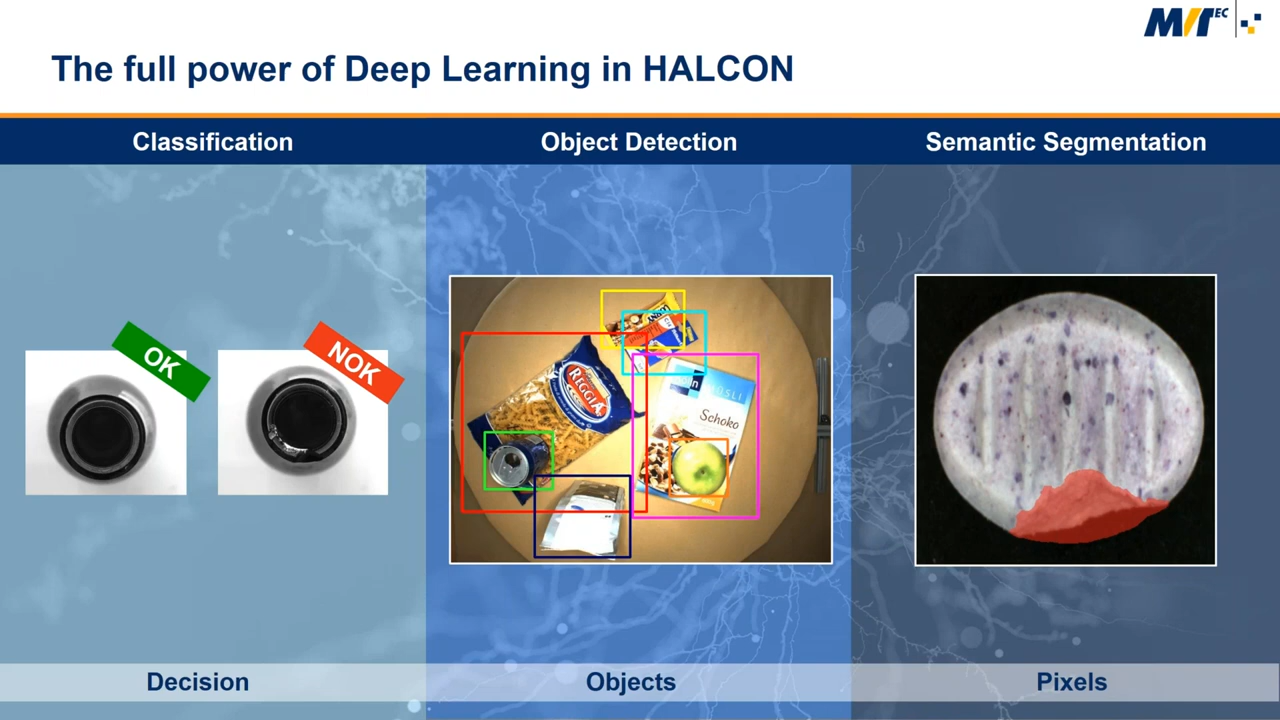 MVTEC
The full power of Deep Learning in HALCON
Classification
Object Detection
Semantic Segmentation
OK
NOK
REGGIA
Schoko
Decision
Objects
Pixels